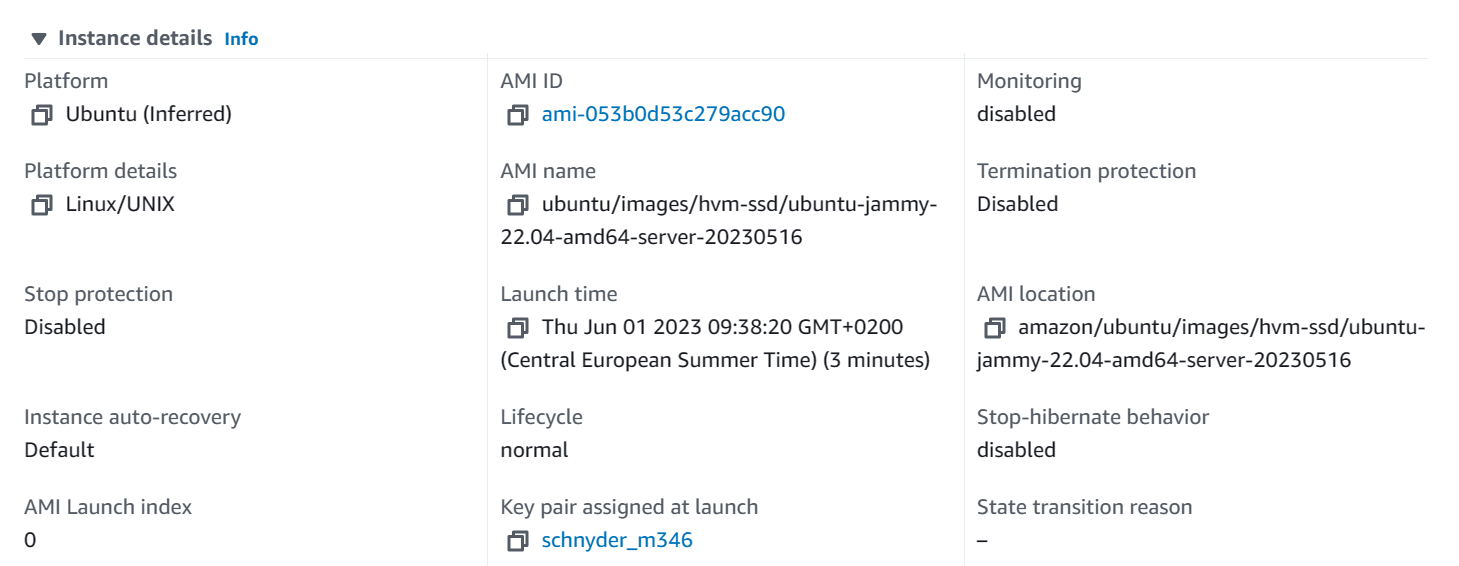 Instance details Info
Platform
Ubuntu (Inferred)
AMI ID
ami-053b0d53c279acc90
Monitoring
disabled
Platform details
Linux/UNIX
AMI name
ubuntu/images/hvm-ssd/ubuntu-jammy-
22.04-amd64-server-20230516
Termination protection
Disabled
Stop protection
Disabled
Launch time
Thu Jun 01 2023 09:38:20 GMT+0200
(Central European Summer Time) (3 minutes)
AMI location
amazon/ubuntu/images/hvm-ssd/ubuntu-
jammy-22.04-amd64-server-20230516
Instance auto-recovery
Default
Lifecycle
normal
Stop-hibernate behavior
disabled
AMI Launch index
0
Key pair assigned at launch
schnyder_m346
State transition reason
–